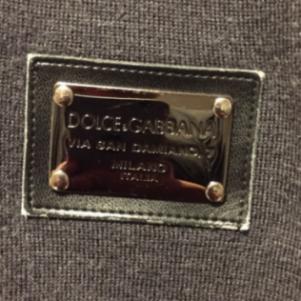 DOLCE&GABBANA
VIA SAN DAMIANO,
MILANO
ITALIA